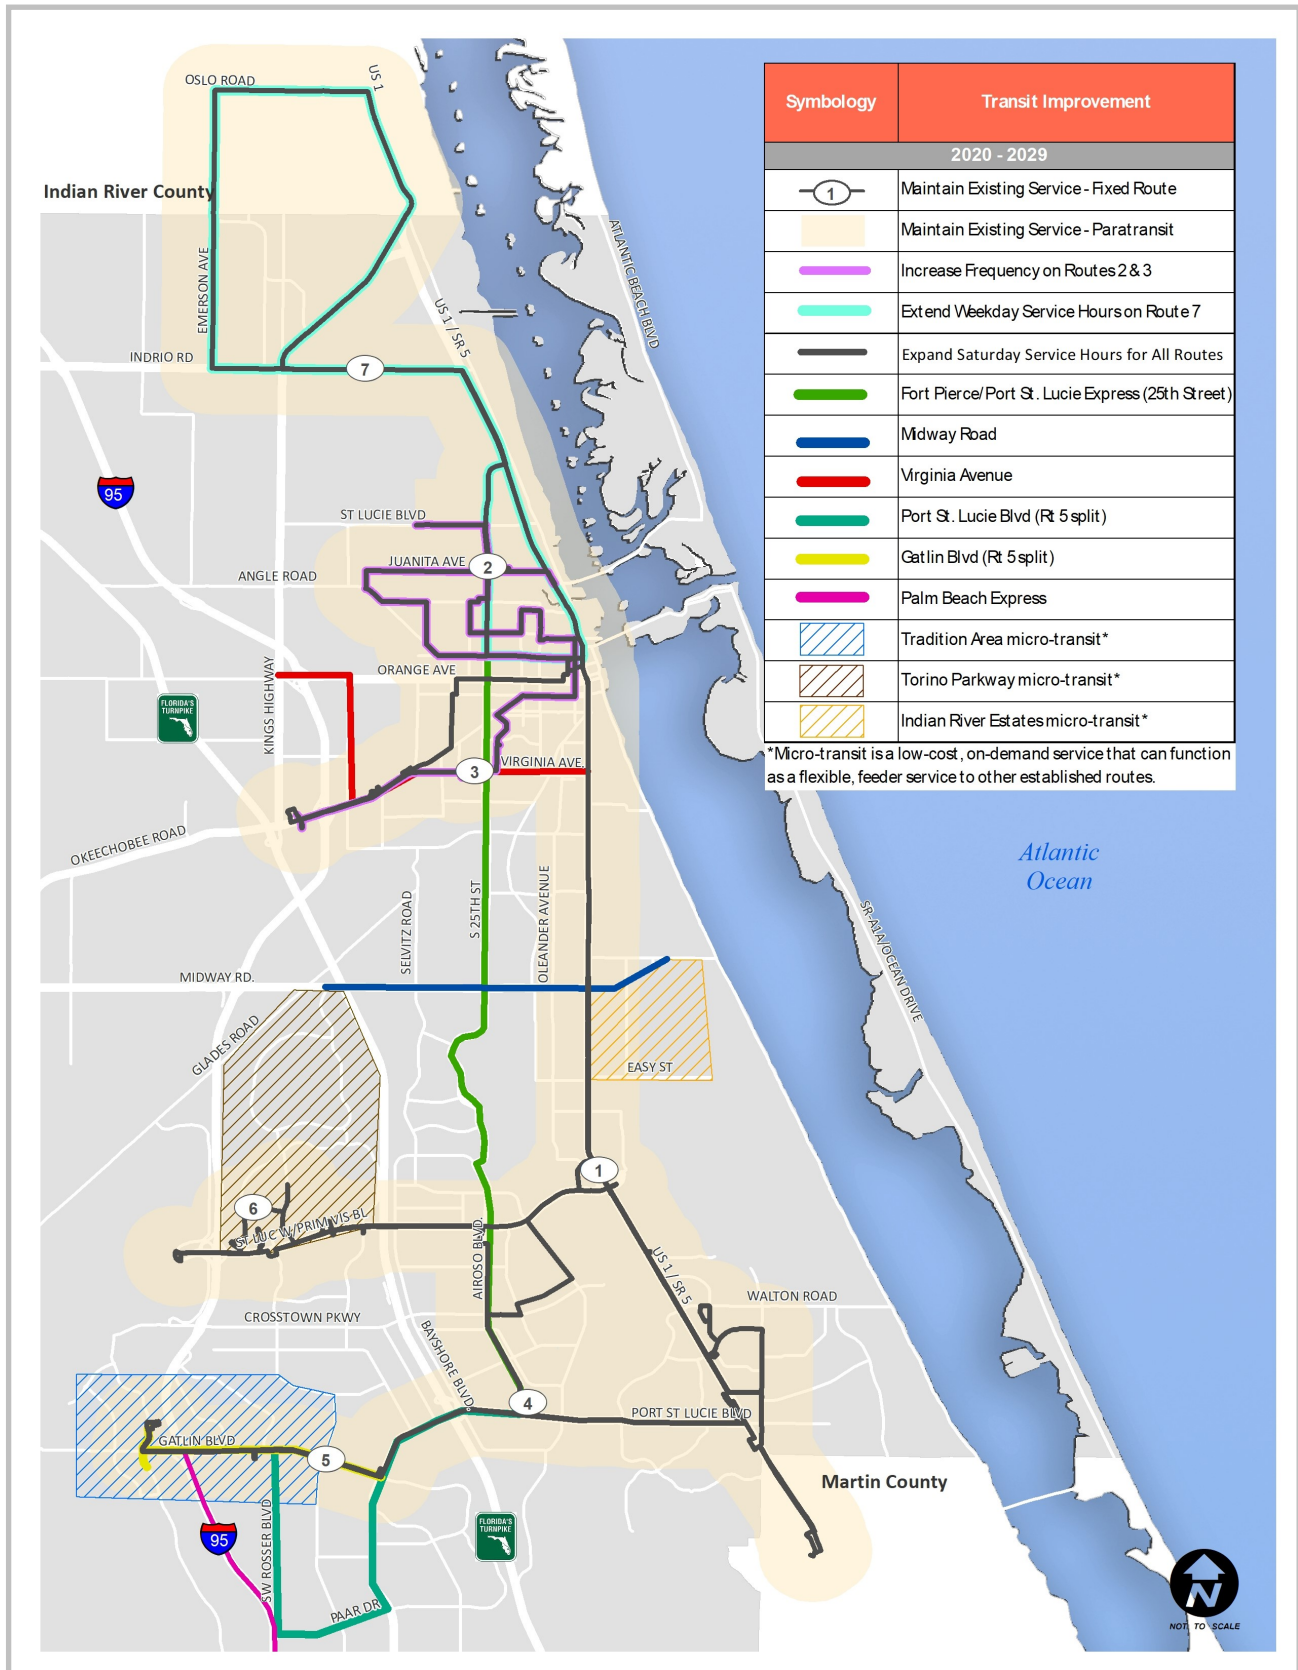 OSLO ROAD
US 1
Indian River County
EMERSON AVE
ATLANTIC BEACH BLVD
US 1 / SR 5
INDRIO RD
7
95
ST LUCIE BLVD
JUANITA AVE
2
ANGLE ROAD
ORANGE AVE
KINGS HIGHWAY
FLORIDA'S
TURNPIKE
3
VIRGINIA AVE.
OKEECHOBEE ROAD
S 25TH ST
SELVITZ ROAD
OLEANDER AVENUE
SR-A1A/OCEAN DRIVE
Atlantic
Ocean
MIDWAY RD.
GLADES ROAD
EASY ST
1
6
ST LUC W/PRIM VIS BL
AIROSO BLVD.
US 1 / SR 5
WALTON ROAD
CROSSTOWN PKWY
BAYSHORE BLVD.
4
PORT ST LUCIE BLVD
GATLIN BLVD
5
Martin County
95
SW ROSSER BLVD
FLORIDA'S
TURNPIKE
PAAR DR
N
NOT TO SCALE
Symbology
Transit Improvement
2020 - 2029
1
Maintain Existing Service - Fixed Route
Maintain Existing Service - Paratransit
Increase Frequency on Routes 2 & 3
Extend Weekday Service Hours on Route 7
Expand Saturday Service Hours for All Routes
Fort Pierce/Port St. Lucie Express (25th Street)
Midway Road
Virginia Avenue
Port St. Lucie Blvd (Rt 5 split)
Gatlin Blvd (Rt 5 split)
Palm Beach Express
Tradition Area micro-transit*
Torino Parkway micro-transit*
Indian River Estates micro-transit*
*Micro-transit is a low-cost, on-demand service that can function
as a flexible, feeder service to other established routes.